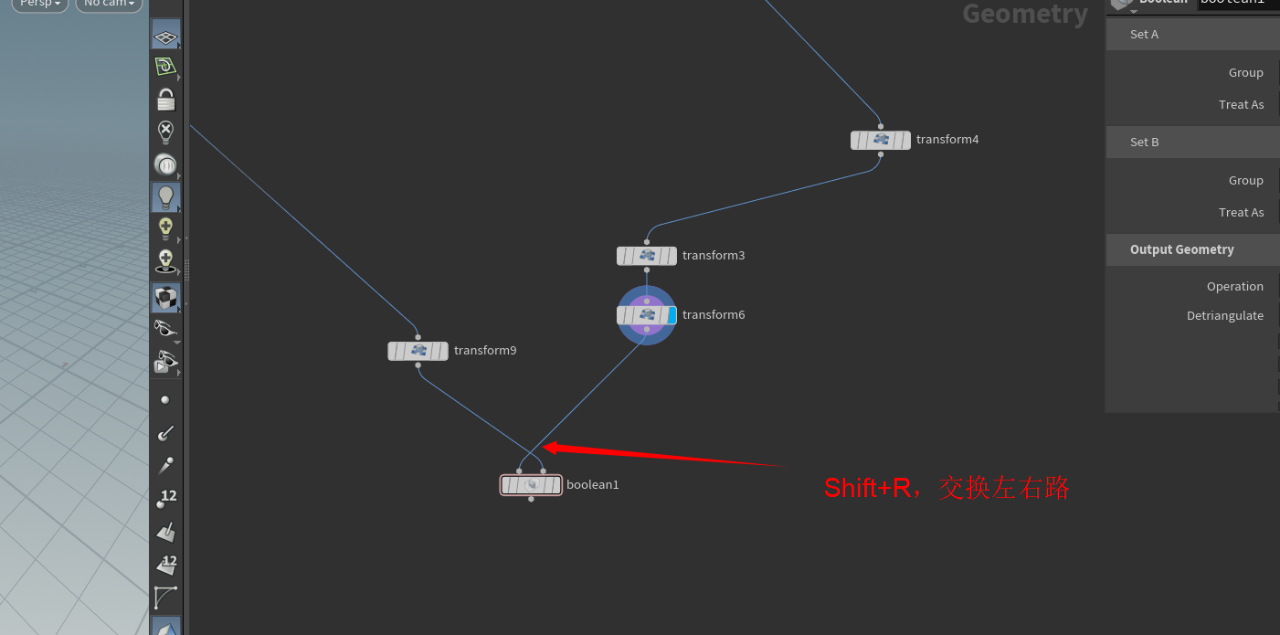 Persp
No cam
Geometry
Boolean
boolean1
Set A
Group
Treat As
Set B
Group
Treat As
Output Geometry
Operation
Detriangulate
transform4
transform3
transform6
transform9
boolean1
Shift+R，交换左右路
12
12